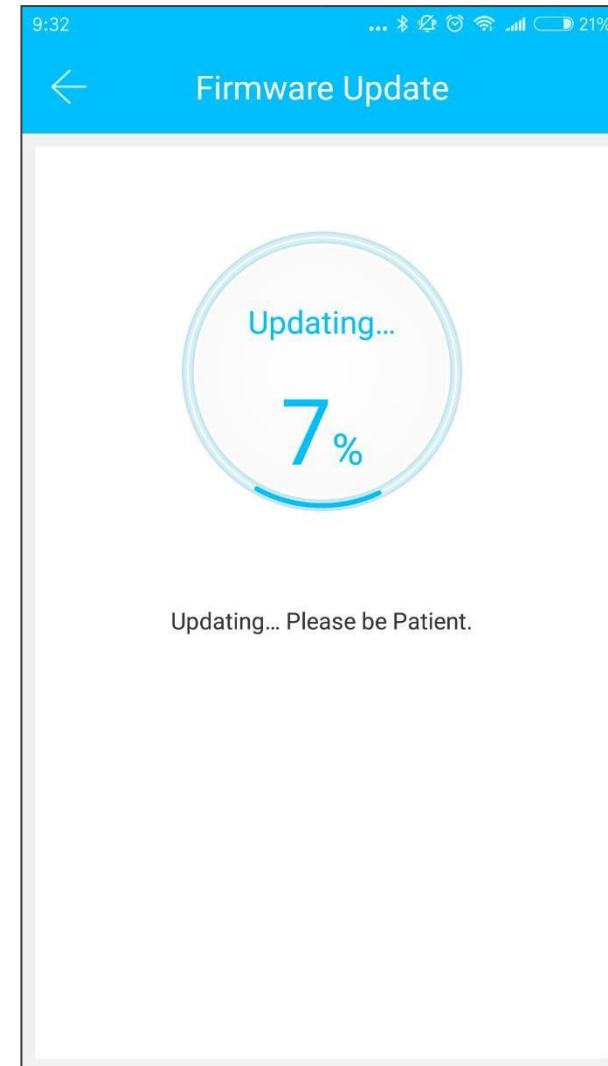 9:32 ... 21%
Firmware Update
Updating...
7%
Updating... Please be Patient.